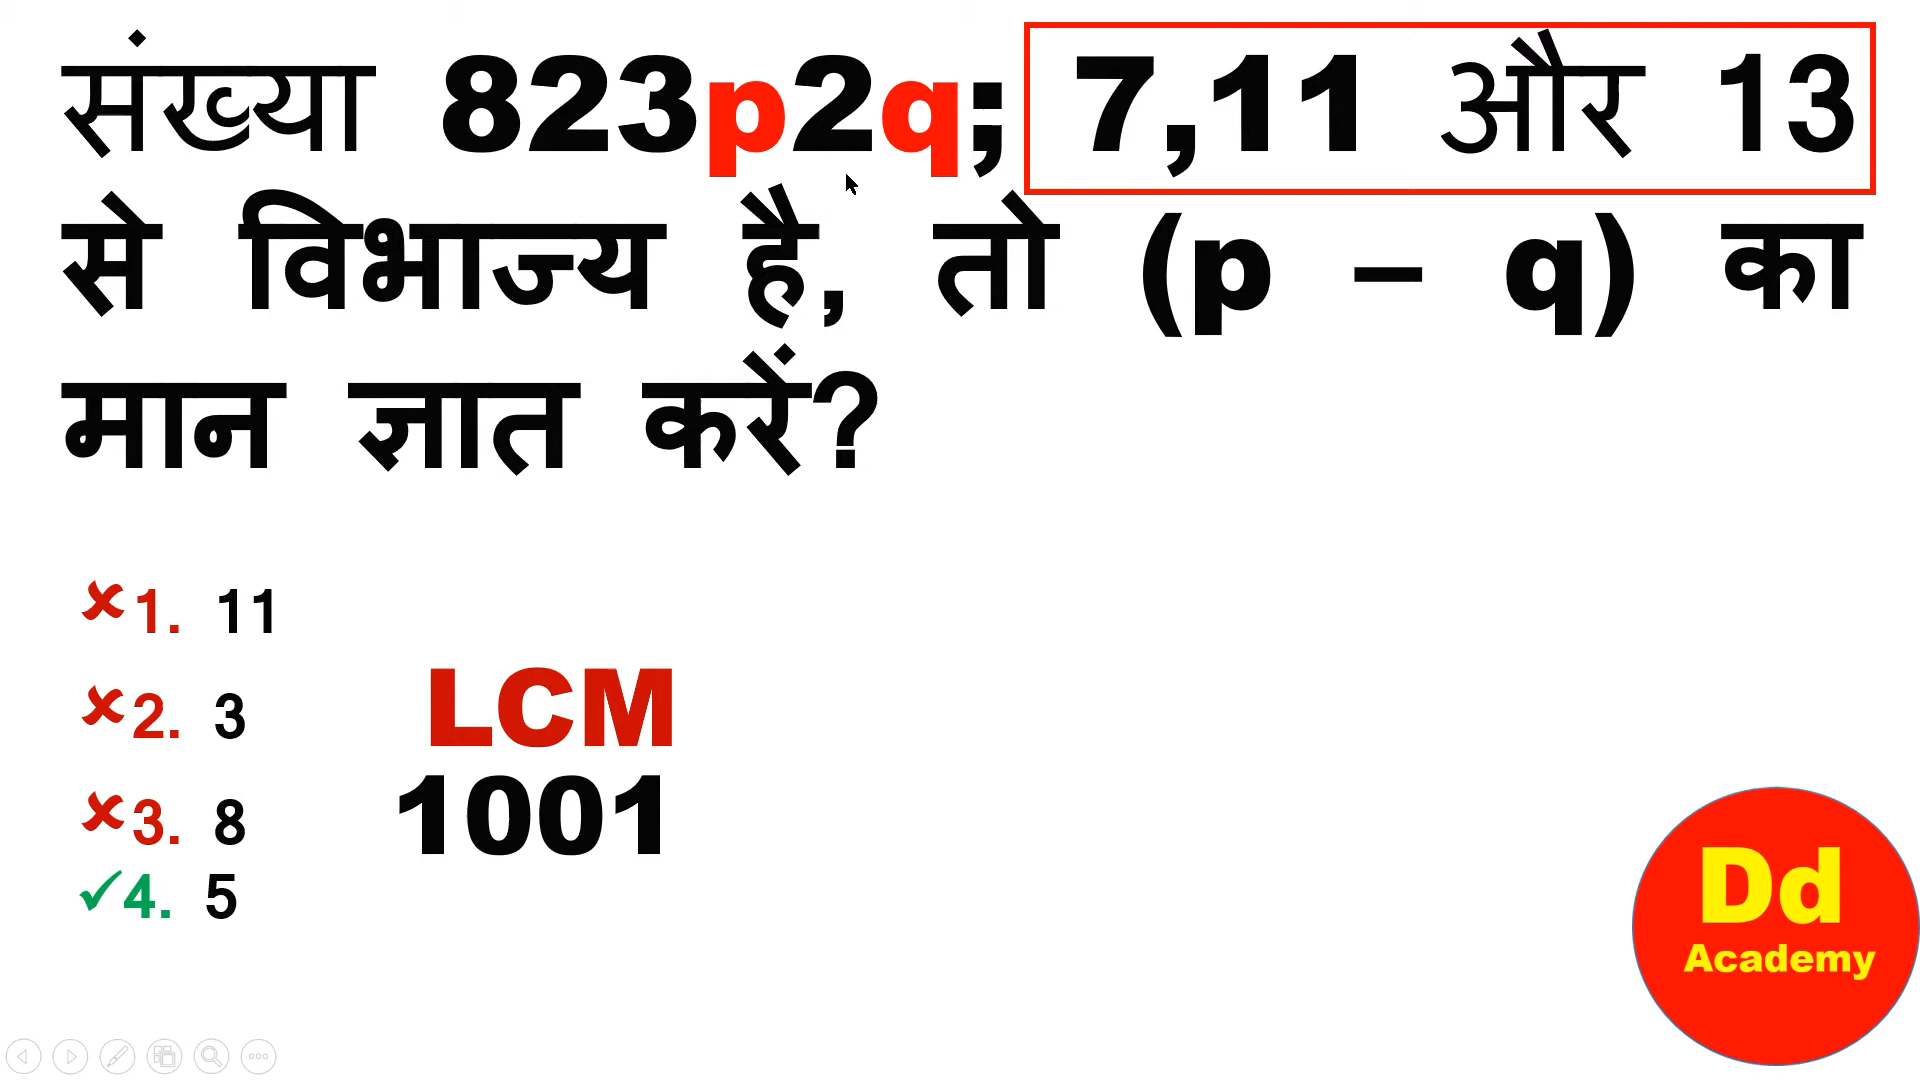 संख्या 823p2q; 7,11 और 13
से विभाज्य है, तो (p – q) का
मान ज्ञात करें?
✘1. 11
✘2. 3
✘3. 8
✓4. 5
LCM
1001
Dd
Academy